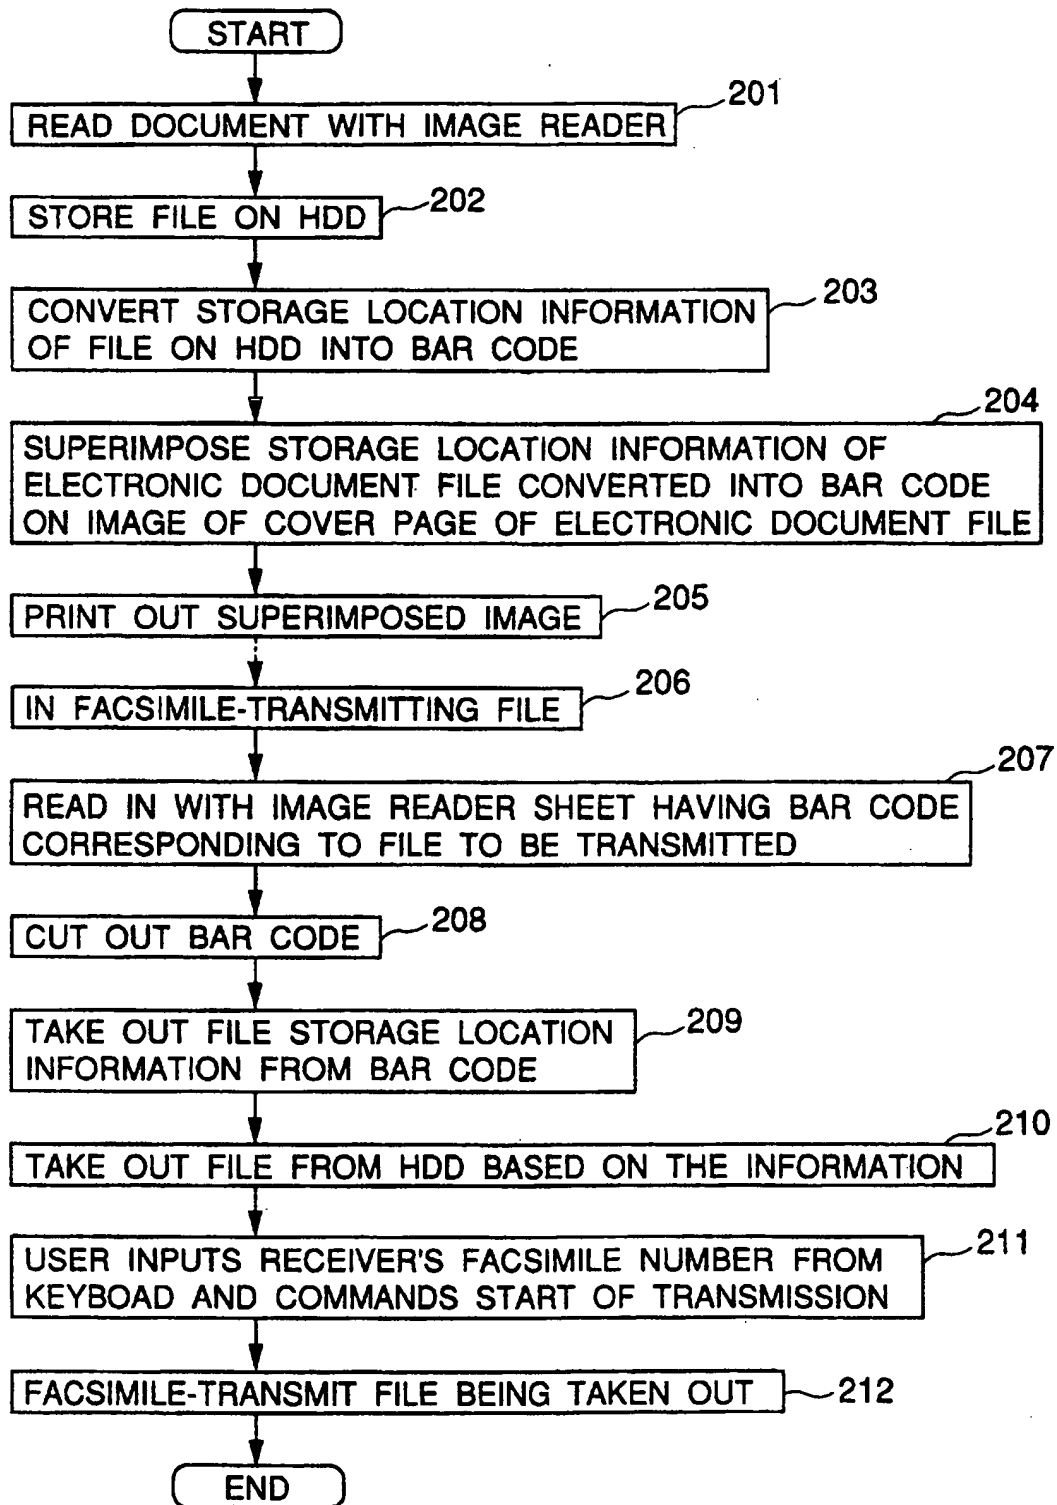 START
201
READ DOCUMENT WITH IMAGE READER
202
STORE FILE ON HDD
203
CONVERT STORAGE LOCATION INFORMATION
OF FILE ON HDD INTO BAR CODE
204
SUPERIMPOSE STORAGE LOCATION INFORMATION OF
ELECTRONIC DOCUMENT FILE CONVERTED INTO BAR CODE
ON IMAGE OF COVER PAGE OF ELECTRONIC DOCUMENT FILE
205
PRINT OUT SUPERIMPOSED IMAGE
206
IN FACSIMILE-TRANSMITTING FILE
207
READ IN WITH IMAGE READER SHEET HAVING BAR CODE
CORRESPONDING TO FILE TO BE TRANSMITTED
208
CUT OUT BAR CODE
209
TAKE OUT FILE STORAGE LOCATION
INFORMATION FROM BAR CODE
210
TAKE OUT FILE FROM HDD BASED ON THE INFORMATION
211
USER INPUTS RECEIVER'S FACSIMILE NUMBER FROM
KEYBOAD AND COMMANDS START OF TRANSMISSION
212
FACSIMILE-TRANSMIT FILE BEING TAKEN OUT
END